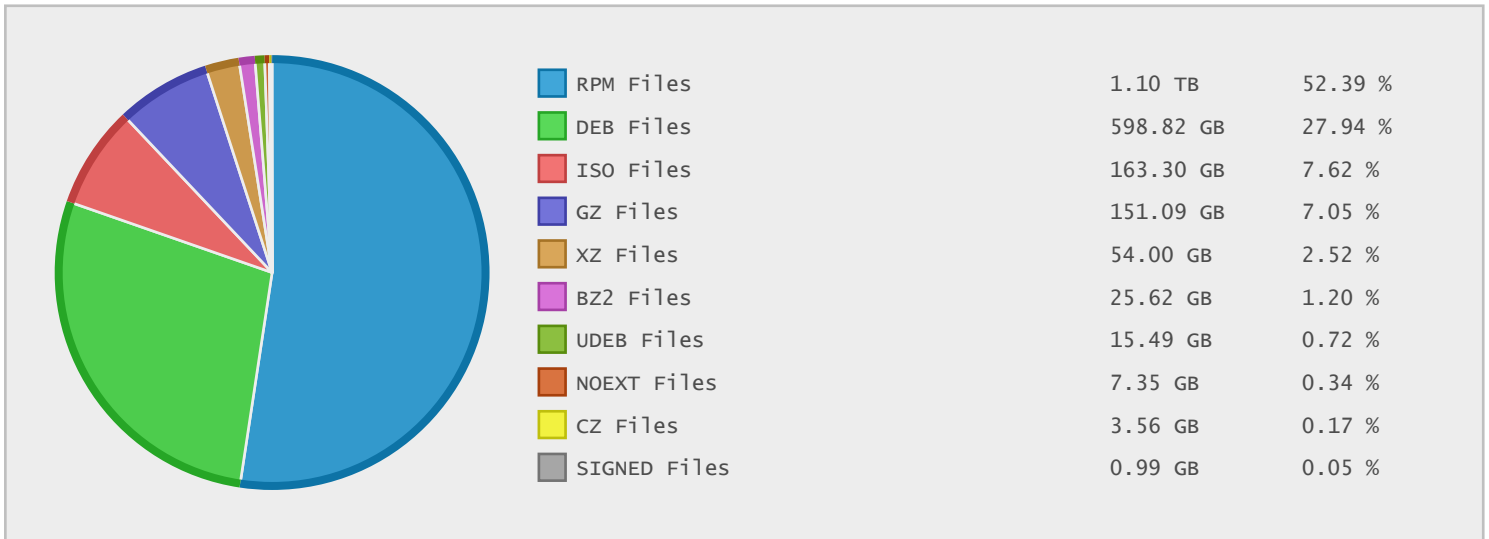 RPM Files 1.10 TB 52.39 %
DEB Files 598.82 GB 27.94 %
ISO Files 163.30 GB 7.62 %
GZ Files 151.09 GB 7.05 %
XZ Files 54.00 GB 2.52 %
BZ2 Files 25.62 GB 1.20 %
UDEB Files 15.49 GB 0.72 %
NOEXT Files 7.35 GB 0.34 %
CZ Files 3.56 GB 0.17 %
SIGNED Files 0.99 GB 0.05 %